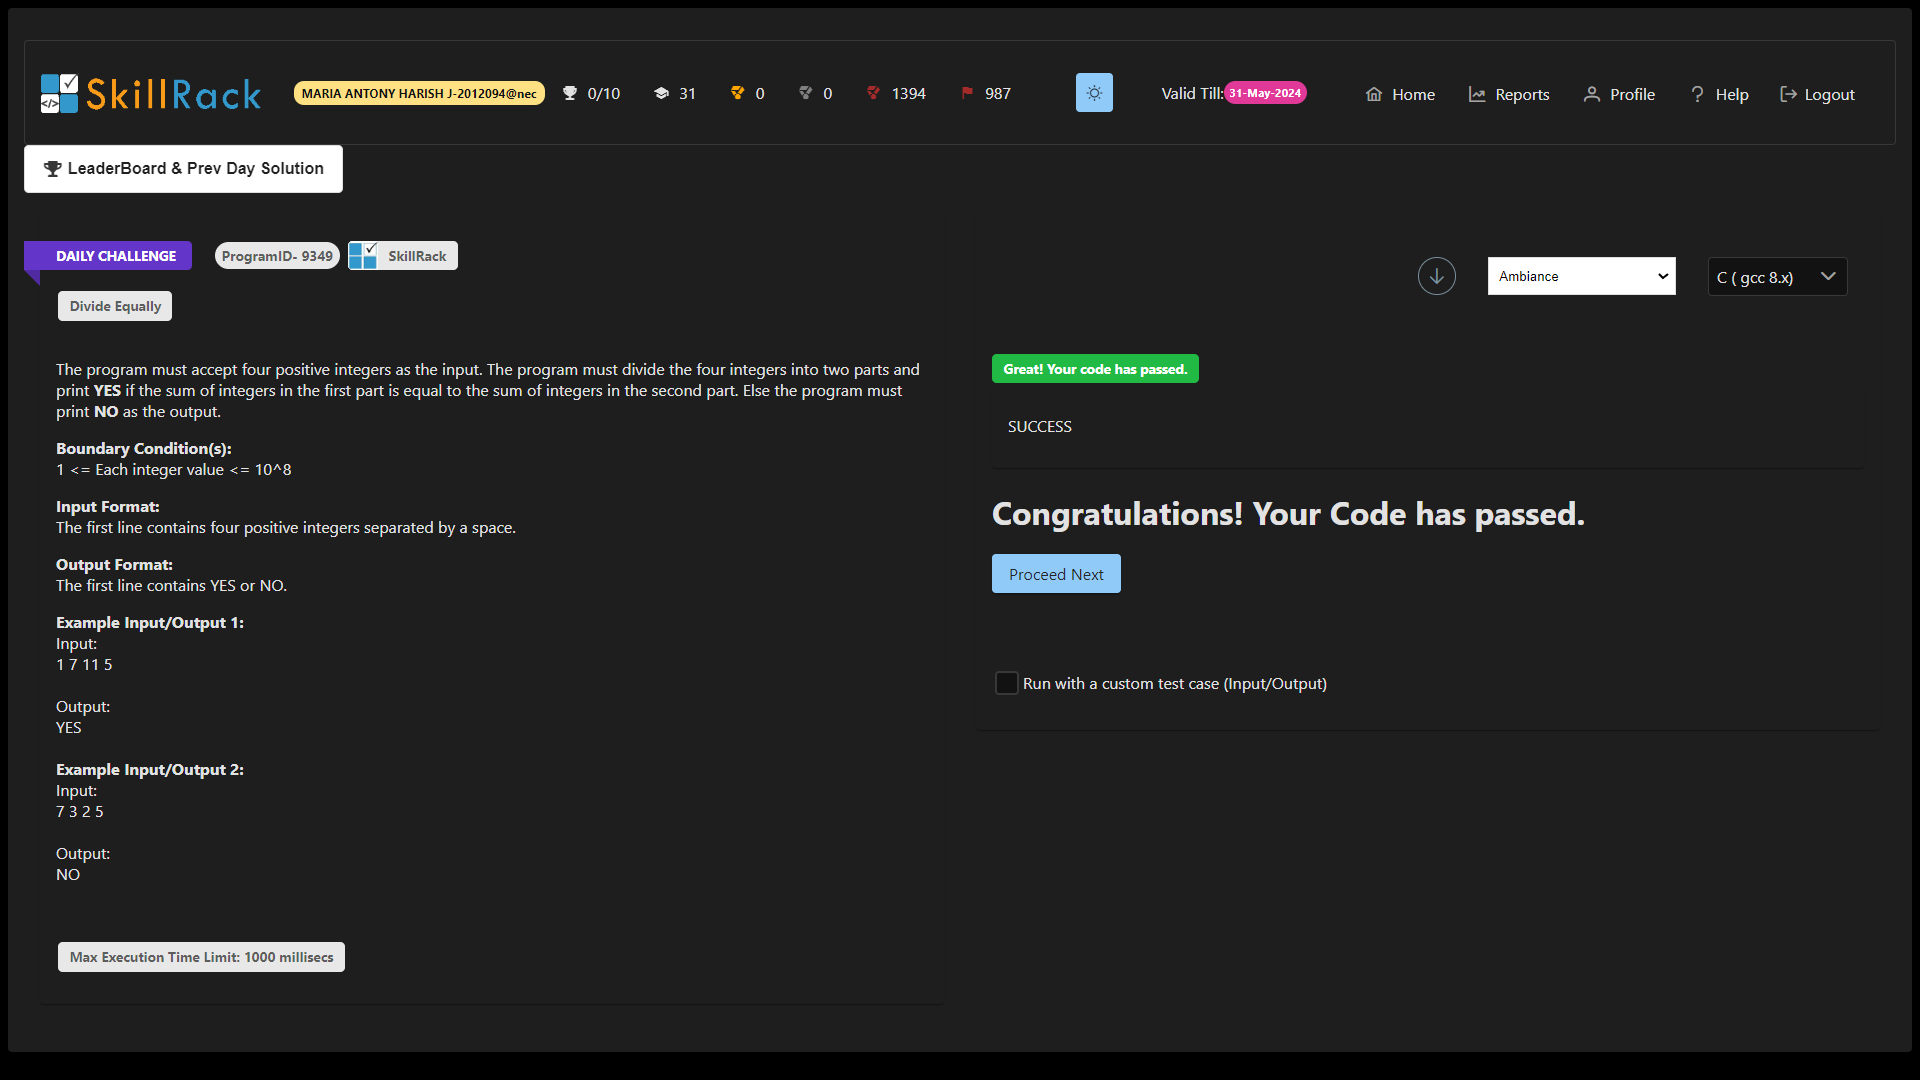 SkillRack
MARIA ANTONY HARISH J-2012094@nec
0/10
31
0
0
1394
987
Valid Till: 31-May-2024
Home
Reports
Profile
Help
Logout
LeaderBoard & Prev Day Solution
DAILY CHALLENGE
ProgramID- 9349
SkillRack
Ambiance
C ( gcc 8.x)
Divide Equally
The program must accept four positive integers as the input. The program must divide the four integers into two parts and
print YES if the sum of integers in the first part is equal to the sum of integers in the second part. Else the program must
print NO as the output.
Boundary Condition(s):
1 <= Each integer value <= 10^8
Input Format:
The first line contains four positive integers separated by a space.
Output Format:
The first line contains YES or NO.
Example Input/Output 1:
Input:
1 7 11 5
Output:
YES
Example Input/Output 2:
Input:
7 3 2 5
Output:
NO
Max Execution Time Limit: 1000 millisecs
Great! Your code has passed.
SUCCESS
Congratulations! Your Code has passed.
Proceed Next
Run with a custom test case (Input/Output)